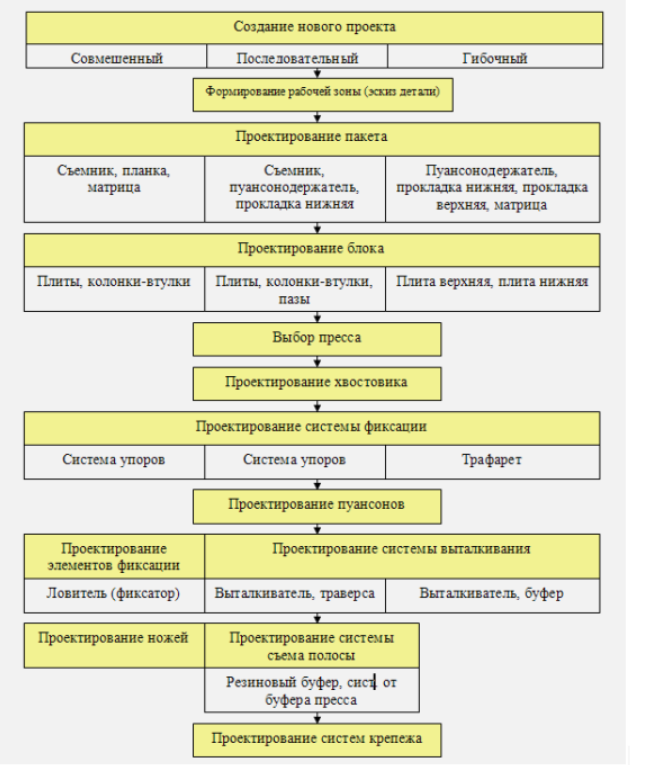 Создание нового проекта
Совмешенный Последовательный Гибочный
Формирование рабочей зоны (эскиз детали)
Проектирование пакета
Съемник, планка,
матрица
Съемник,
пуансонодержатель,
прокладка нижняя
Пуансонодержатель,
прокладка нижняя, прокладка
верхняя, матрица
Проектирование блока
Плиты, колонки-втулки
Плиты, колонки-втулки,
пазы
Плита верхняя, плита нижняя
Выбор пресса
Проектирование хвостовика
Проектирование системы фиксации
Система упоров Система упоров Трафарет
Проектирование пуансонов
Проектирование
элементов фиксации
Проектирование системы выталкивания
Ловитель (фиксатор) Выталкиватель, траверса Выталкиватель, буфер
Проектирование ножей
Проектирование системы
съема полосы
Резиновый буфер, сист. от
буфера пресса
Проектирование систем крепежа